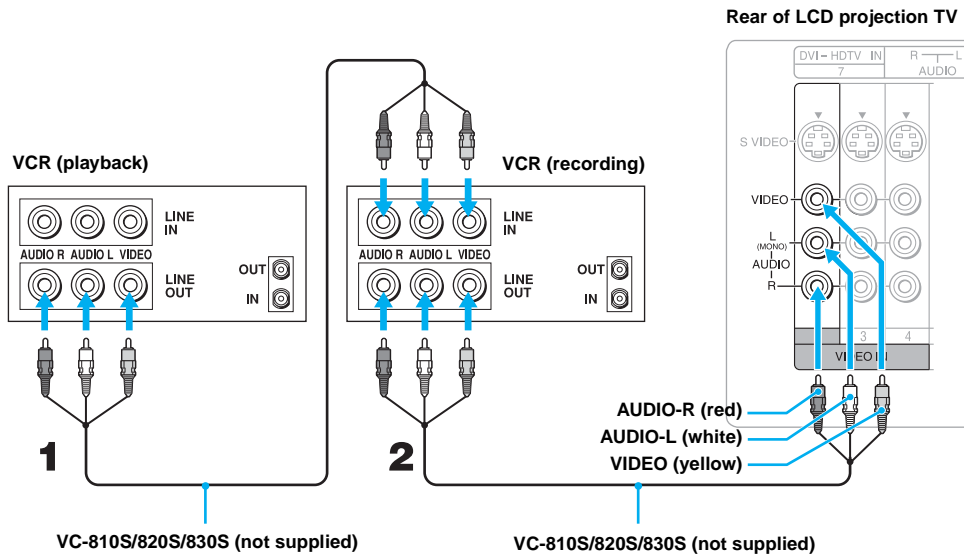 Rear of LCD projection TV
DVI – HDTV IN
7
R L
AUDIO
S VIDEO
VIDEO
L
(MONO)
AUDIO
R
3 4
VIDEO IN
VCR (playback)
LINE
IN
AUDIO R AUDIO L VIDEO
LINE
OUT
OUT
IN
VCR (recording)
LINE
IN
AUDIO R AUDIO L VIDEO
LINE
OUT
OUT
IN
1
2
AUDIO-R (red)
AUDIO-L (white)
VIDEO (yellow)
VC-810S/820S/830S (not supplied)
VC-810S/820S/830S (not supplied)